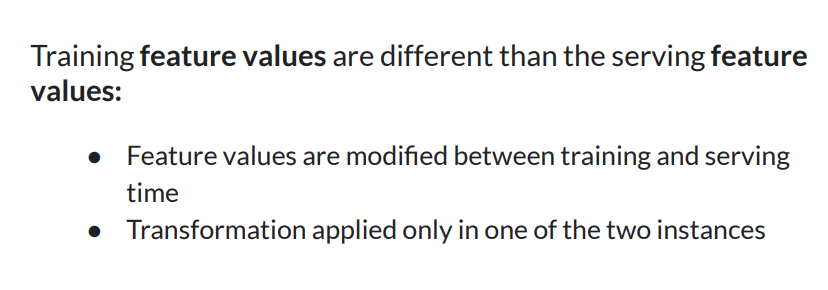 Training feature values are different than the serving feature
values:
● Feature values are modified between training and serving
time
● Transformation applied only in one of the two instances